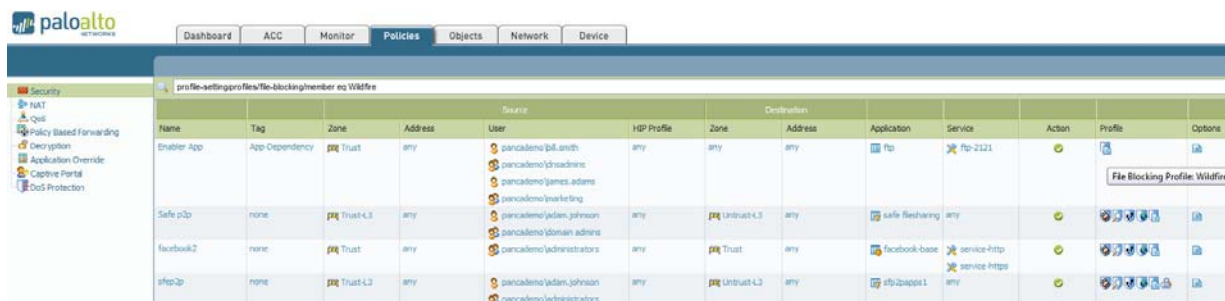 paloalto
NETWORKS
Dashboard ACC Monitor Policies Objects Network Device
profile-setting/profiles/file-blocking/member eq Wildfire
Security
NAT
QoS
Policy Based Forwarding
Decryption
Application Override
Captive Portal
DoS Protection
Source Destination
Name Tag Zone Address User HIP Profile Zone Address Application Service Action Profile Options
Enabler App App Dependency Trust any pancademo\bill.smith any any any ftp ftp-2121
pancademo\dnsadmins
pancademo\james.adams
pancademo\marketing
File Blocking Profile: Wildfire
Safe p2p none Trust-L3 any pancademo\adam.johnson any Untrust-L3 any safe filesharing any
pancademo\domain admins
facebook2 none Trust any pancademo\administrators any Trust any facebook-base service-http
service-https
sfep2p none Trust-L3 any pancademo\adam.johnson any Untrust-L3 any sfp2papps1 any
pancademo\administrators